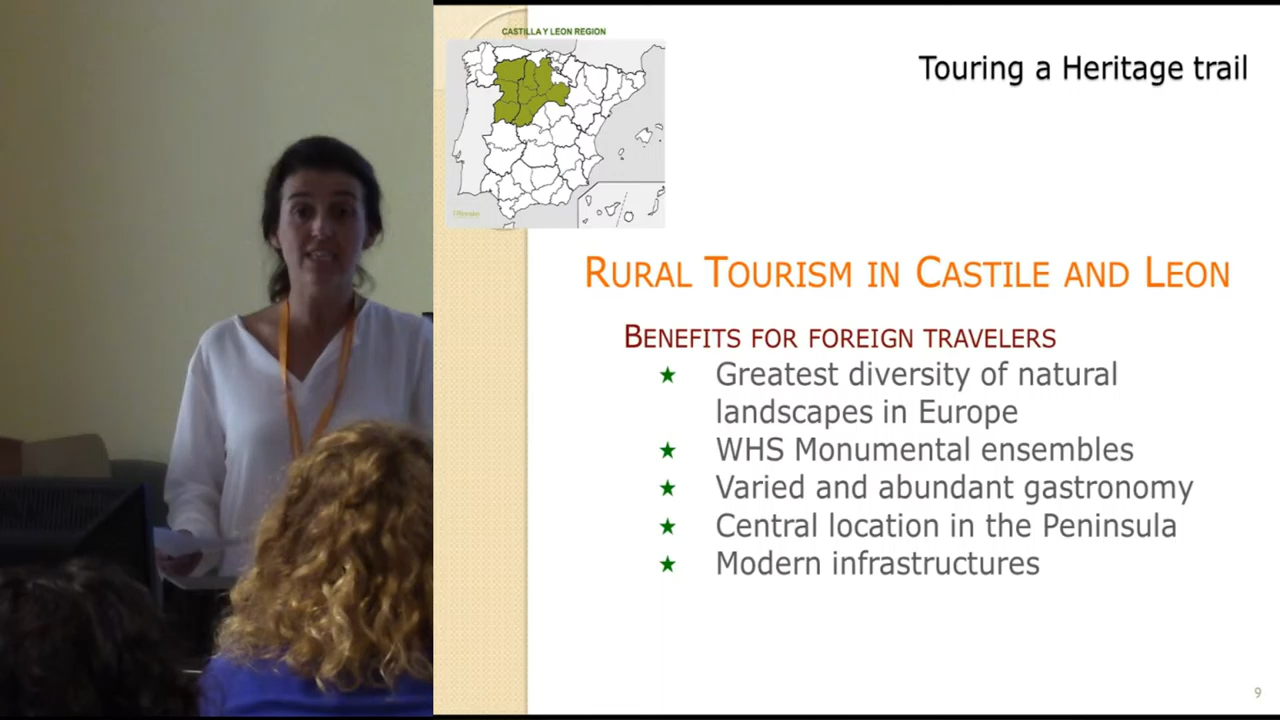 CASTILLA Y LEON REGION
Touring a Heritage trail
RURAL TOURISM IN CASTILE AND LEON
BENEFITS FOR FOREIGN TRAVELERS
★ Greatest diversity of natural
landscapes in Europe
★ WHS Monumental ensembles
★ Varied and abundant gastronomy
★ Central location in the Peninsula
★ Modern infrastructures
9